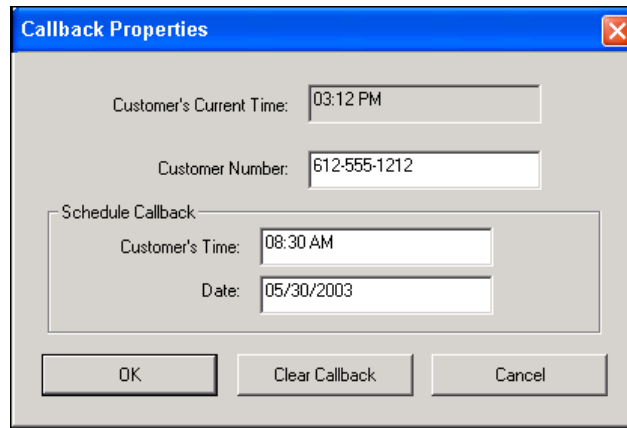 Callback Properties
Customer's Current Time: 03:12 PM
Customer Number: 612-555-1212
Schedule Callback
Customer's Time: 08:30 AM
Date: 05/30/2003
OK Clear Callback Cancel